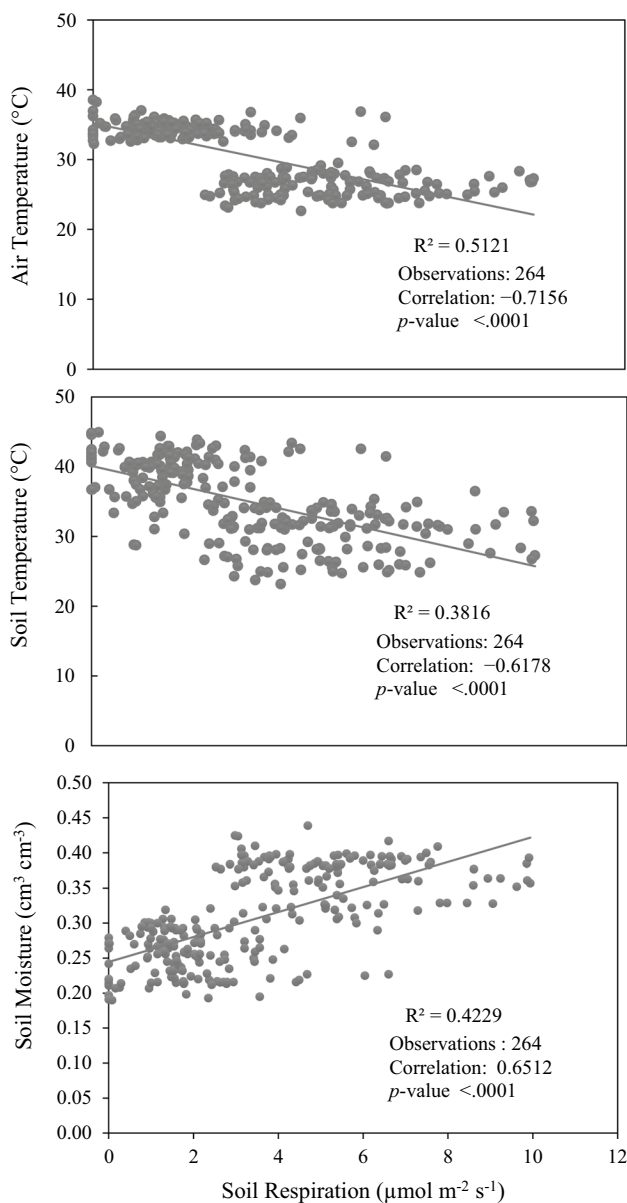 50
40
30
20
10
0
Air Temperature (°C)
R² = 0.5121
Observations: 264
Correlation: −0.7156
p-value <.0001
50
40
30
20
10
0
Soil Temperature (°C)
R² = 0.3816
Observations: 264
Correlation: −0.6178
p-value <.0001
0.50
0.45
0.40
0.35
0.30
0.25
0.20
0.15
0.10
0.05
0.00
Soil Moisture (cm³ cm⁻³)
R² = 0.4229
Observations : 264
Correlation: 0.6512
p-value <.0001
0 2 4 6 8 10 12
Soil Respiration (µmol m⁻² s⁻¹)